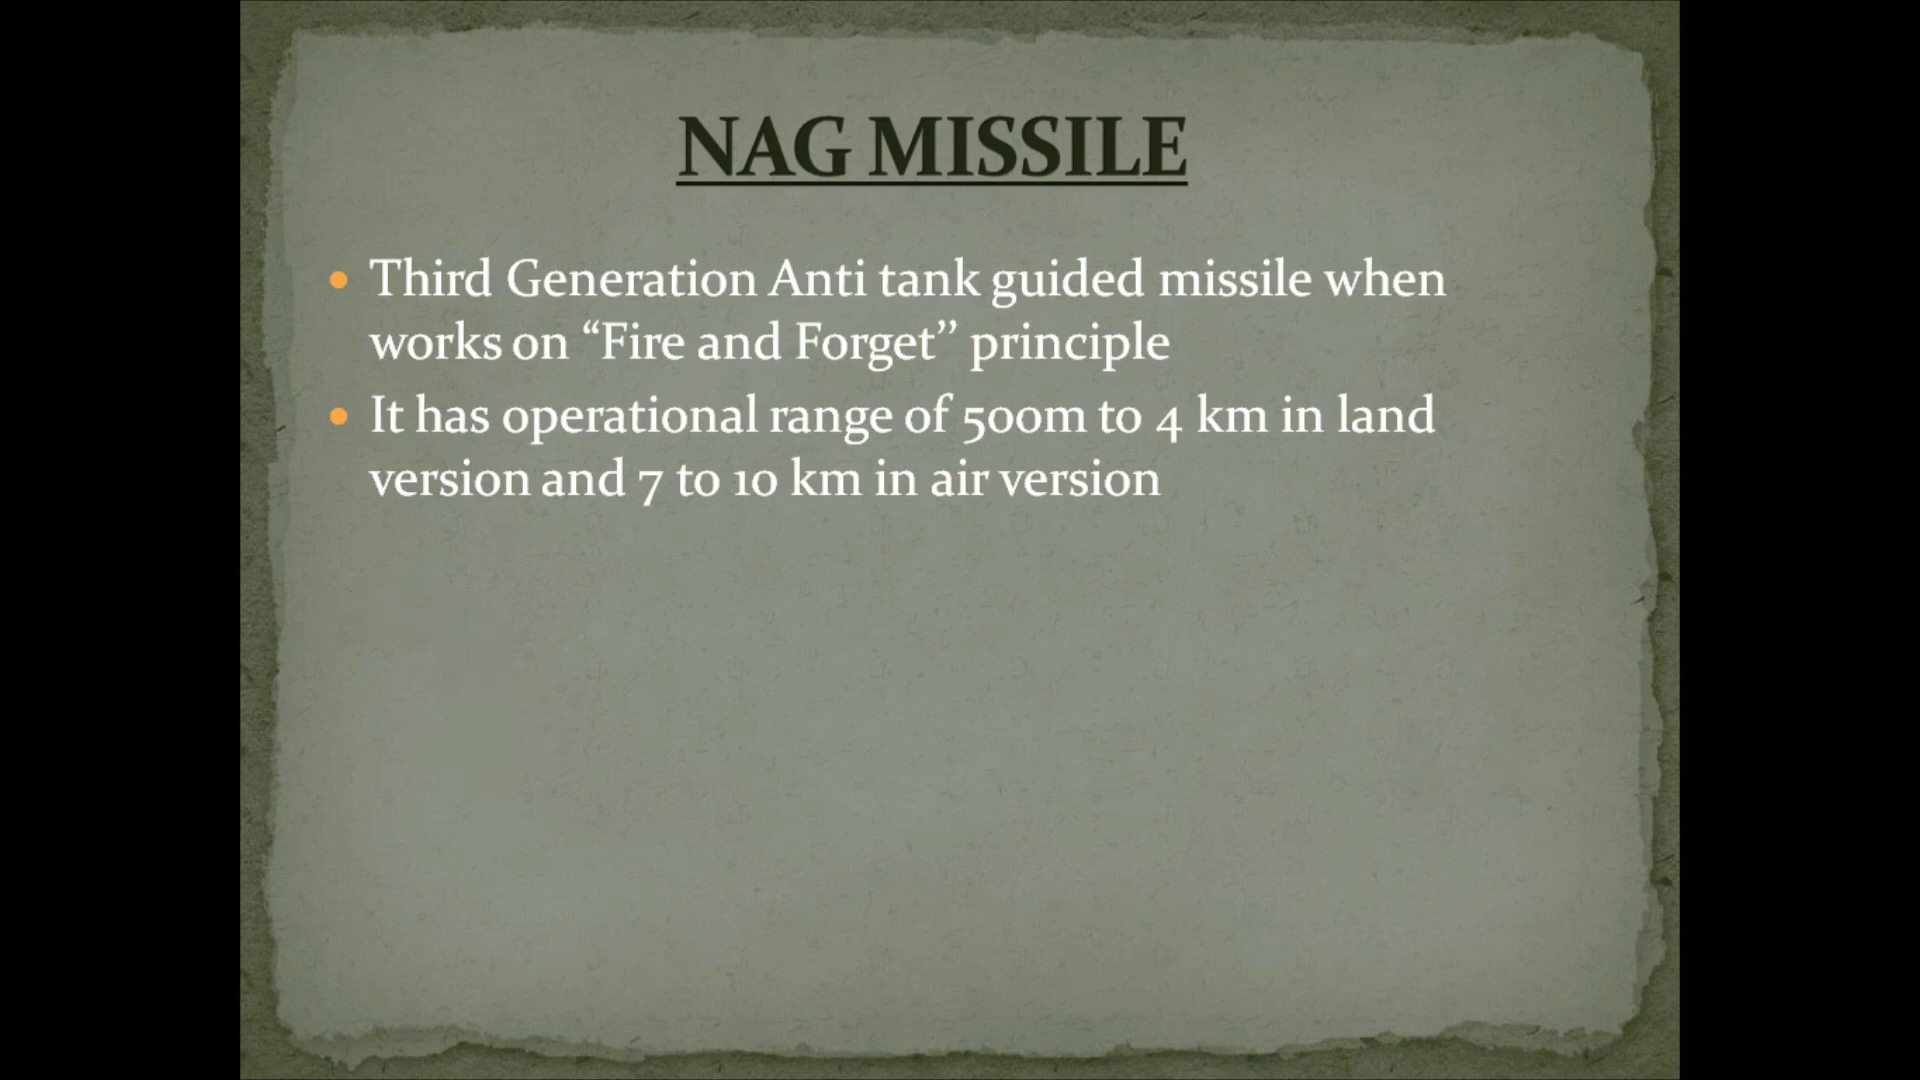 NAG MISSILE
• Third Generation Anti tank guided missile when
works on “Fire and Forget” principle
• It has operational range of 500m to 4 km in land
version and 7 to 10 km in air version